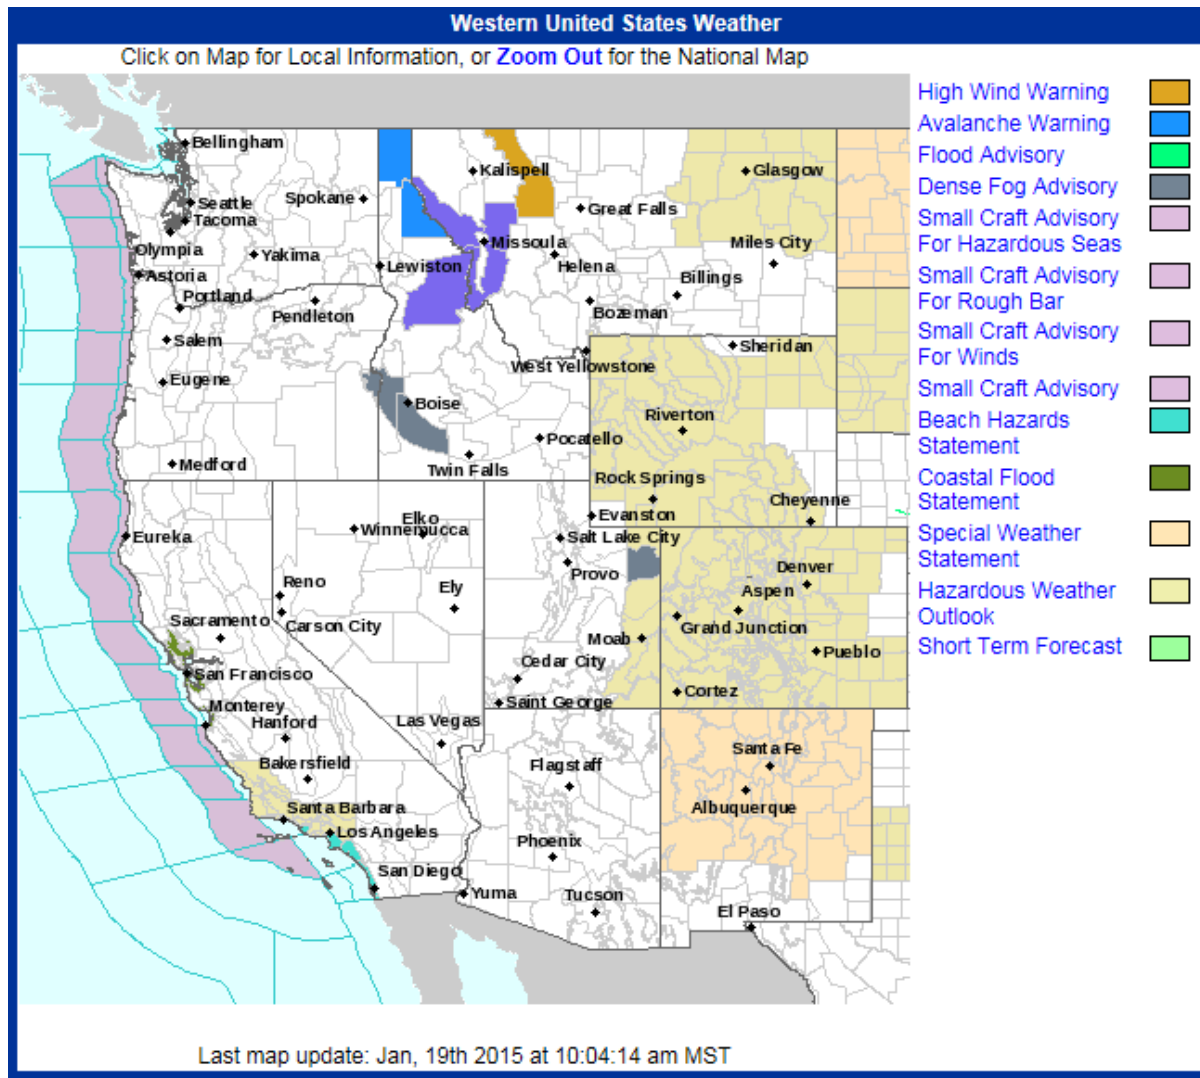 Western United States Weather
Click on Map for Local Information, or Zoom Out for the National Map
High Wind Warning
Avalanche Warning
Flood Advisory
Dense Fog Advisory
Small Craft Advisory
For Hazardous Seas
Small Craft Advisory
For Rough Bar
Small Craft Advisory
For Winds
Small Craft Advisory
Beach Hazards
Statement
Coastal Flood
Statement
Special Weather
Statement
Hazardous Weather
Outlook
Short Term Forecast
Bellingham
Kalispell
Glasgow
Seattle
Spokane
Great Falls
Tacoma
Olympia
Yakima
Missoula
Miles City
Astoria
Lewiston
Helena
Billings
Portland
Pendleton
Bozeman
Salem
Sheridan
West Yellowstone
Eugene
Boise
Riverton
Pocatello
Medford
Twin Falls
Rock Springs
Cheyenne
Evanston
Elko
Winnemucca
Eureka
Salt Lake City
Provo
Denver
Reno
Ely
Aspen
Sacramento
Carson City
Grand Junction
Moab
Pueblo
Cedar City
San Francisco
Cortez
Saint George
Monterey
Hanford
Las Vegas
Santa Fe
Bakersfield
Flagstaff
Albuquerque
Santa Barbara
Los Angeles
Phoenix
San Diego
Yuma
Tucson
El Paso
Last map update: Jan, 19th 2015 at 10:04:14 am MST